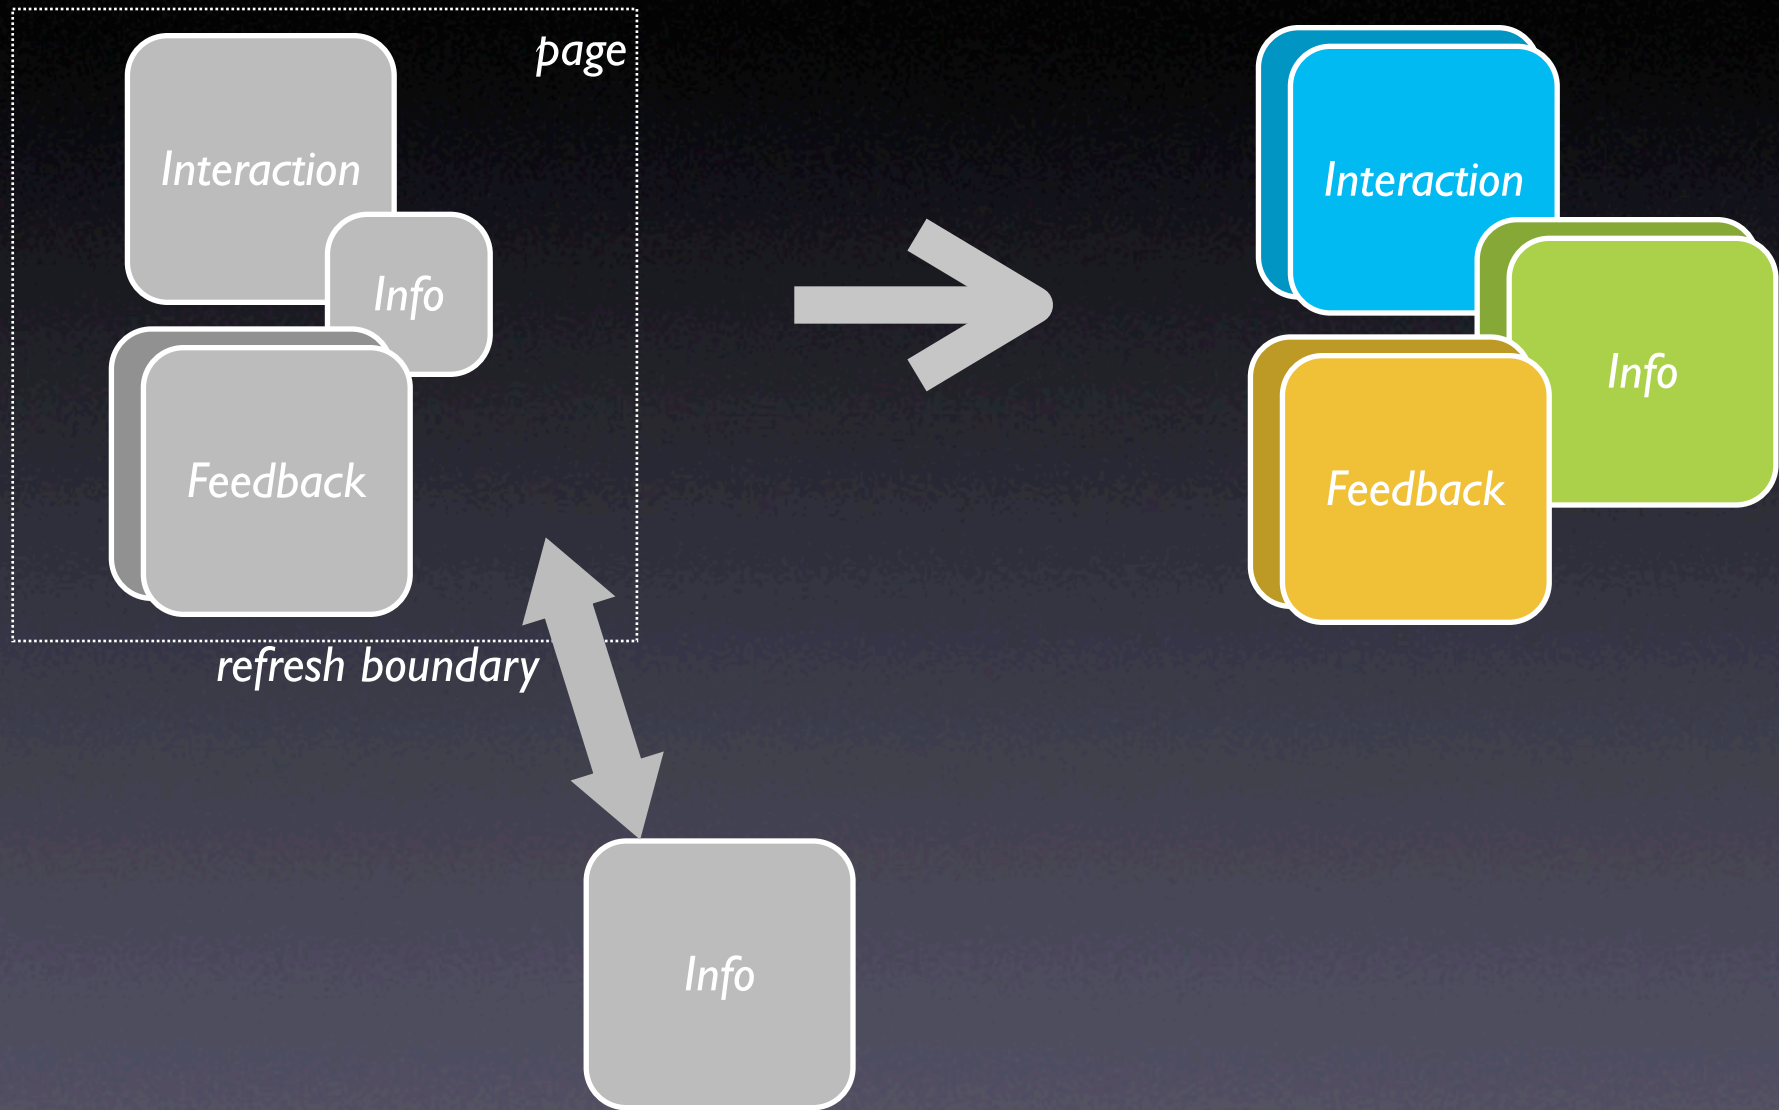 page
Interaction
Info
Feedback
refresh boundary
Info
Interaction
Info
Feedback